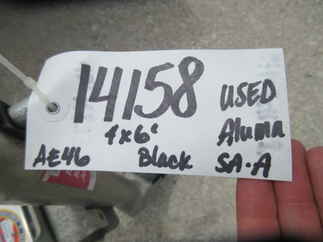 14158 USED
4x6' Aluma
AE46 Black SA-A